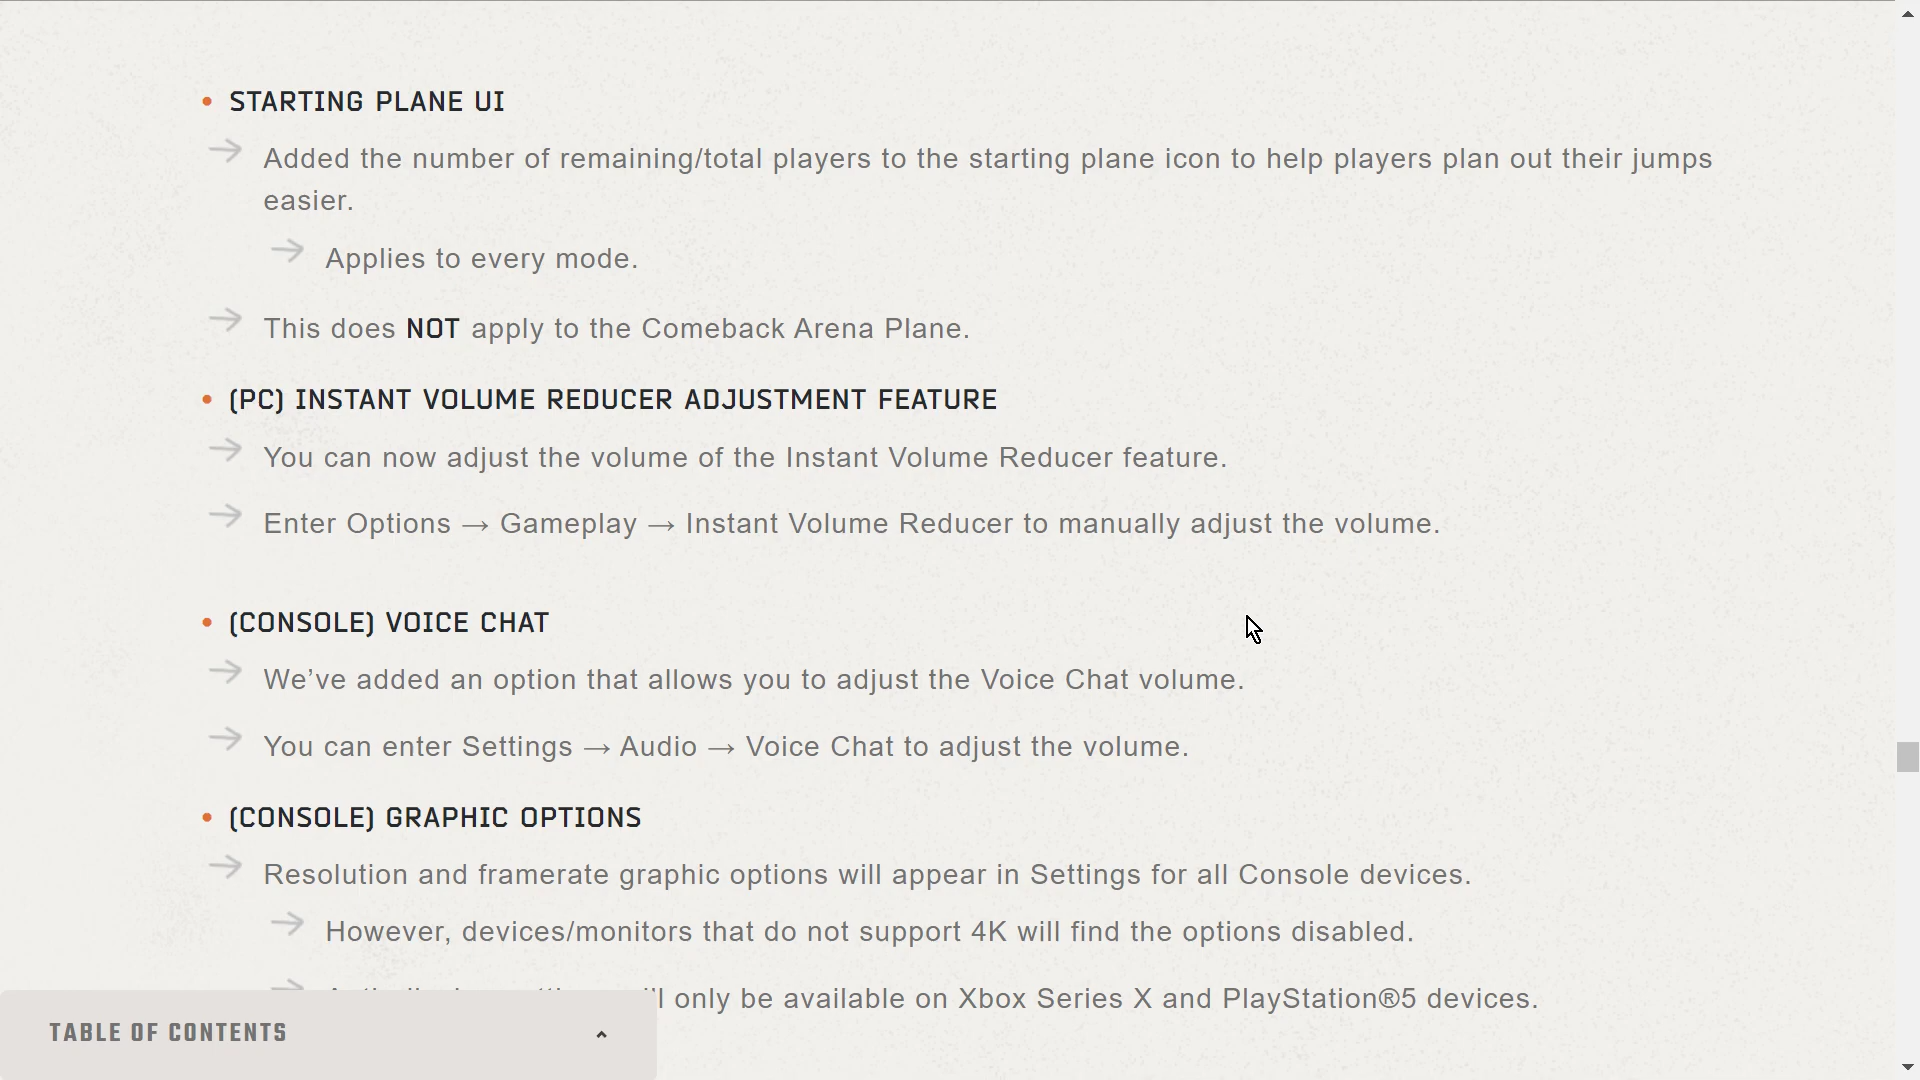 • STARTING PLANE UI
→ Added the number of remaining/total players to the starting plane icon to help players plan out their jumps
easier.
→ Applies to every mode.
→ This does NOT apply to the Comeback Arena Plane.
• (PC) INSTANT VOLUME REDUCER ADJUSTMENT FEATURE
→ You can now adjust the volume of the Instant Volume Reducer feature.
→ Enter Options → Gameplay → Instant Volume Reducer to manually adjust the volume.
• (CONSOLE) VOICE CHAT
→ We’ve added an option that allows you to adjust the Voice Chat volume.
→ You can enter Settings → Audio → Voice Chat to adjust the volume.
• (CONSOLE) GRAPHIC OPTIONS
→ Resolution and framerate graphic options will appear in Settings for all Console devices.
→ However, devices/monitors that do not support 4K will find the options disabled.
→ only be available on Xbox Series X and PlayStation®5 devices.
TABLE OF CONTENTS